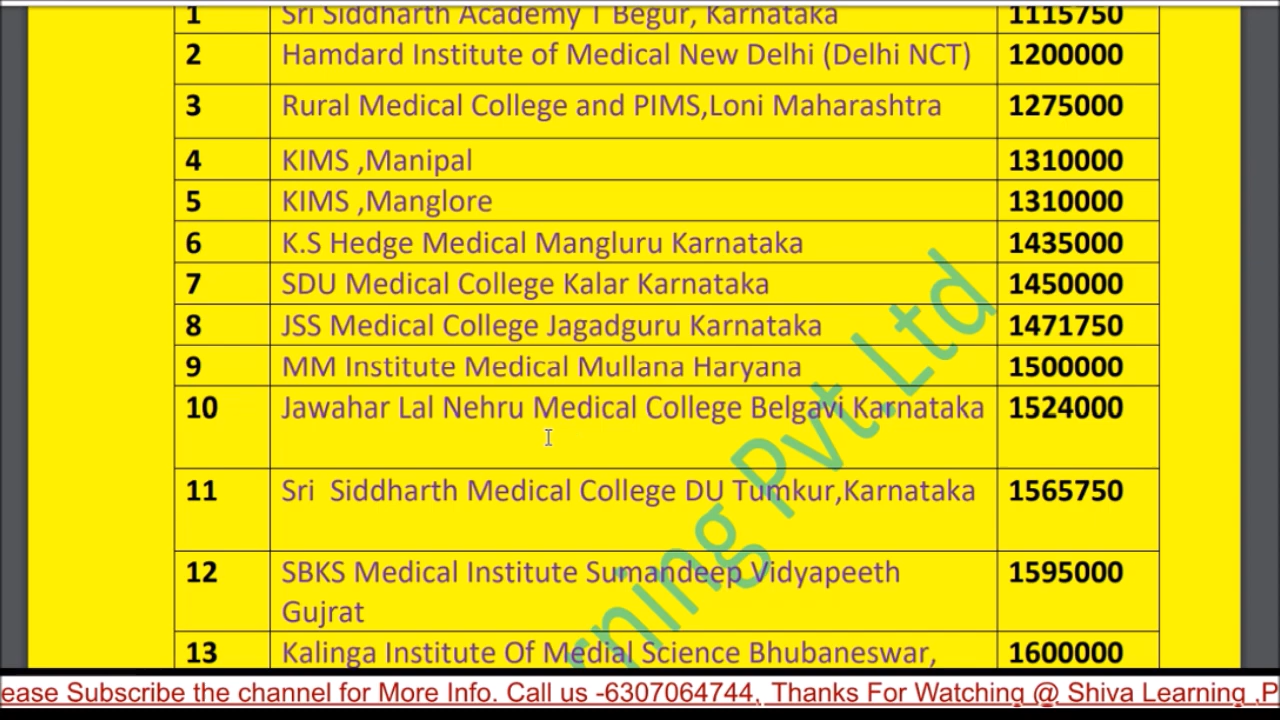 1 Sri Siddharth Academy T Begur, Karnataka 1115750
2 Hamdard Institute of Medical New Delhi (Delhi NCT) 1200000
3 Rural Medical College and PIMS,Loni Maharashtra 1275000
4 KIMS ,Manipal 1310000
5 KIMS ,Manglore 1310000
6 K.S Hedge Medical Mangluru Karnataka 1435000
7 SDU Medical College Kalar Karnataka 1450000
8 JSS Medical College Jagadguru Karnataka 1471750
9 MM Institute Medical Mullana Haryana 1500000
10 Jawahar Lal Nehru Medical College Belgavi Karnataka 1524000
11 Sri  Siddharth Medical College DU Tumkur,Karnataka 1565750
12 SBKS Medical Institute Sumandeep Vidyapeeth 1595000
Gujrat
13 Kalinga Institute Of Medial Science Bhubaneswar, 1600000
rning Pvt.Ltd
ease Subscribe the channel for More Info. Call us -6307064744, Thanks For Watching @ Shiva Learning ,P